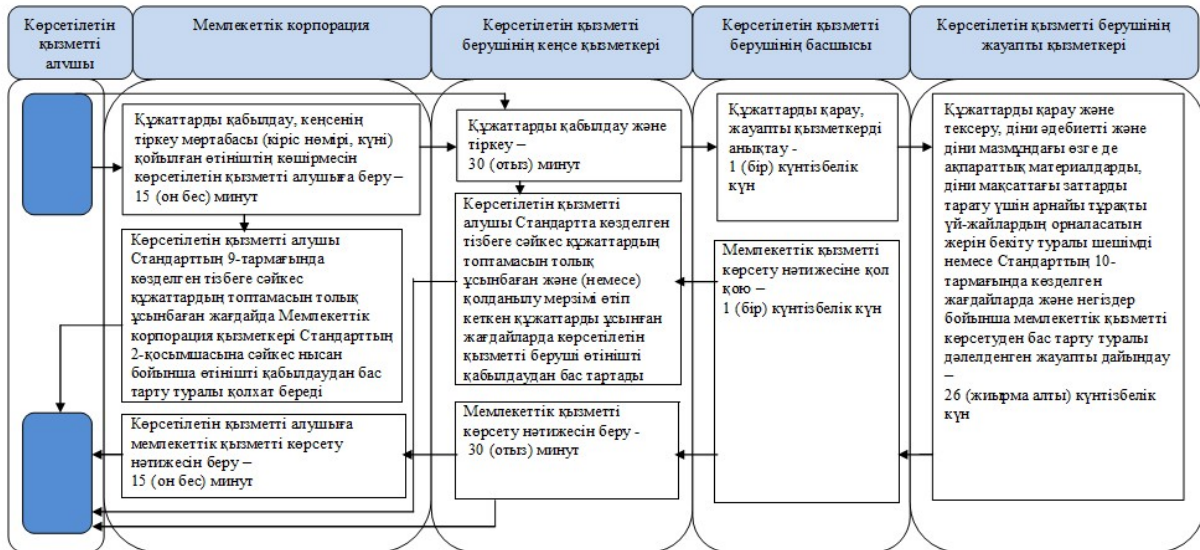 Көрсетілетін
қызметті
алушы
Мемлекеттік корпорация
Көрсетілетін қызметті
берушінің кеңсе қызметкері
Көрсетілетін қызметті
берушінің басшысы
Көрсетілетін қызметті берушінің
жауапты қызметкері
Құжаттарды қабылдау, кеңсенің
тіркеу мөртабасы (кіріс нөмірі, күні)
қойылған өтініштің көшірмесін
көрсетілетін қызметті алушыға беру –
15 (он бес) минут
Көрсетілетін қызметті алушы
Стандарттың 9-тармағында
көзделген тізбеге сәйкес
құжаттардың топтамасын толық
ұсынбаған жағдайда Мемлекеттік
корпорация қызметкері Стандарттың
2-қосымшасына сәйкес нысан
бойынша өтінішті қабылдаудан бас
тарту туралы қолхат береді
Көрсетілетін қызметті алушыға
мемлекеттік қызметті көрсету
нәтижесін беру –
15 (он бес) минут
Құжаттарды қабылдау және
тіркеу –
30 (отыз) минут
Көрсетілетін қызметті
алушы Стандартта көзделген
тізбеге сәйкес құжаттардың
топтамасын толық
ұсынбаған және (немесе)
қолданылу мерзімі өтіп
кеткен құжаттарды ұсынған
жағдайларда көрсетілетін
қызметті беруші өтінішті
қабылдаудан бас тартады
Мемлекеттік қызметті
көрсету нәтижесін беру -
30 (отыз) минут
Құжаттарды қарау,
жауапты қызметкерді
анықтау -
1 (бір) күнтізбелік
күн
Мемлекеттік қызметті
көрсету нәтижесіне қол
қою –
1 (бір) күнтізбелік күн
Құжаттарды қарау және
тексеру, діни әдебиетті және
діни мазмұндағы өзге де
ақпараттық материалдарды,
діни мақсаттағы заттарды
тарату үшін арнайы тұрақты
үй-жайлардың орналасатын
жерін бекіту туралы шешімді
немесе Стандарттың 10-
тармағында көзделген
жағдайларда және негіздер
бойынша мемлекеттік қызметті
көрсетуден бас тарту туралы
дәлелденген жауапты дайындау
–
26 (жиырма алты) күнтізбелік
күн